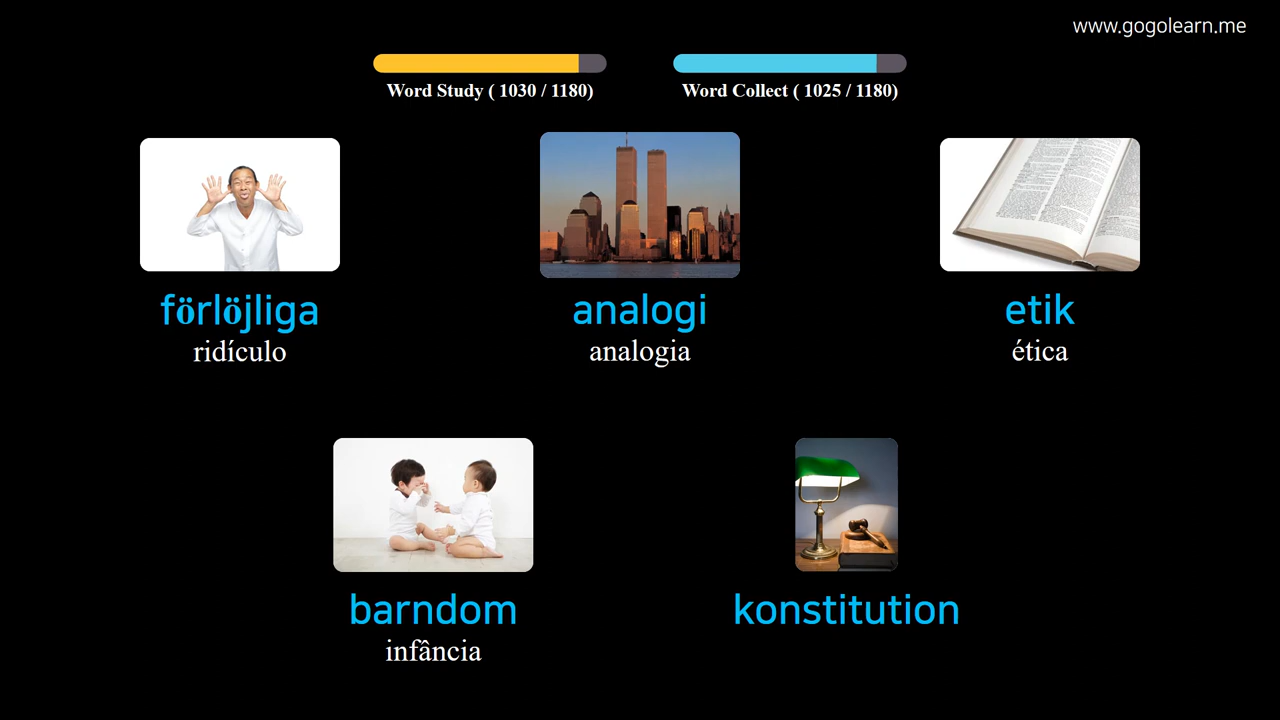 www.gogolearn.me
Word Study ( 1030 / 1180)
Word Collect ( 1025 / 1180)
förlöjliga
ridículo
analogi
analogia
etik
ética
barndom
infância
konstitution